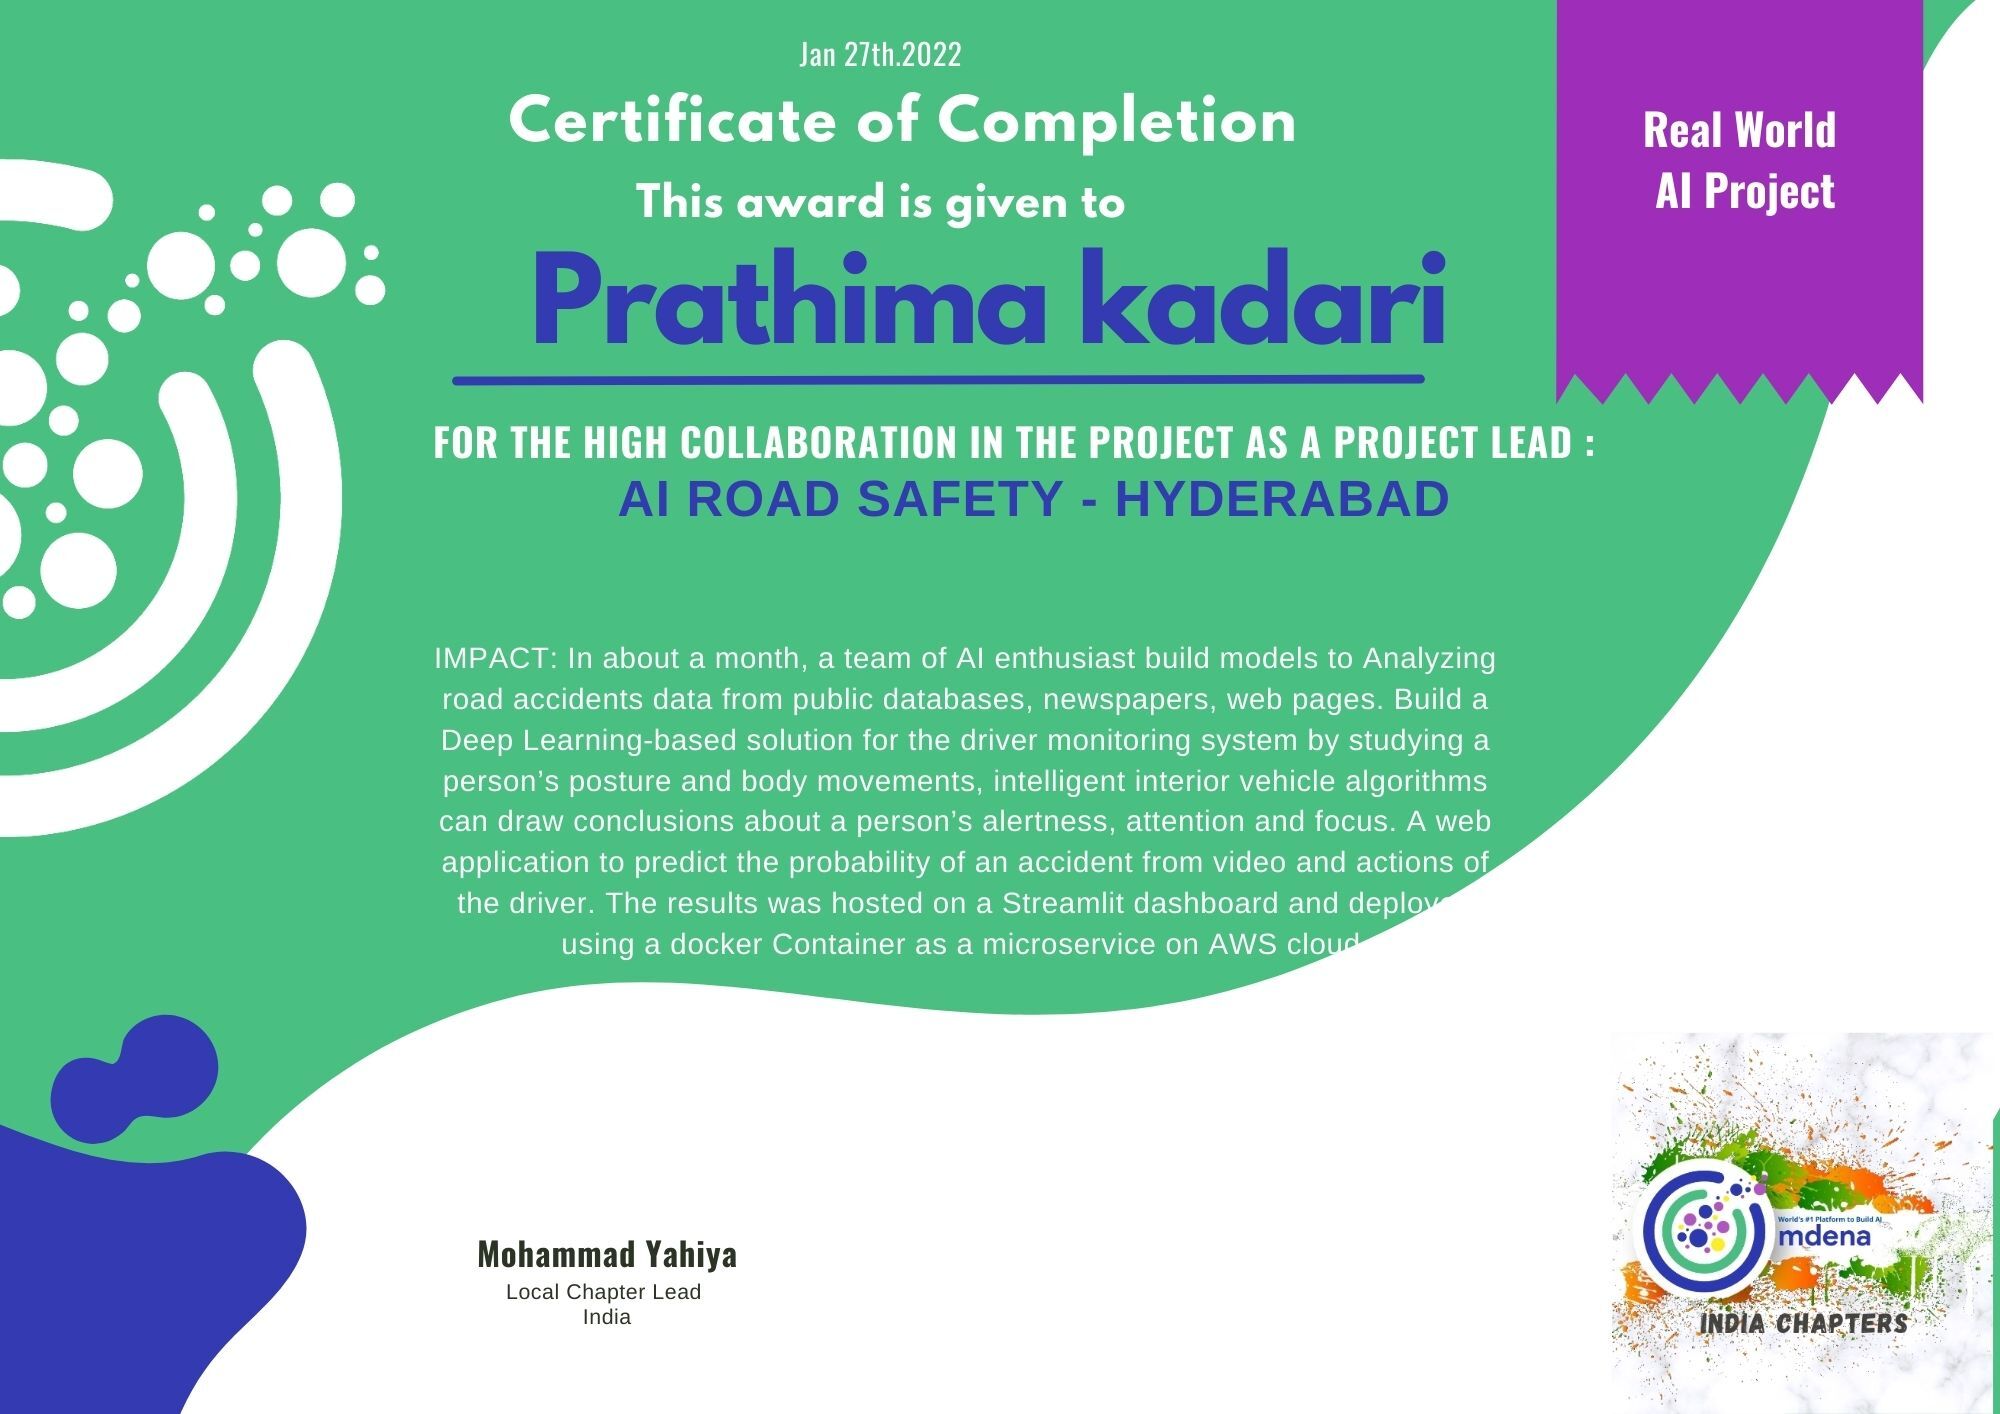 Jan 27th.2022
Certificate of Completion
This award is given to
Prathima kadari
Real World
AI Project
FOR THE HIGH COLLABORATION IN THE PROJECT AS A PROJECT LEAD :
AI ROAD SAFETY - HYDERABAD
IMPACT: In about a month, a team of AI enthusiast build models to Analyzing
road accidents data from public databases, newspapers, web pages. Build a
Deep Learning-based solution for the driver monitoring system by studying a
person’s posture and body movements, intelligent interior vehicle algorithms
can draw conclusions about a person’s alertness, attention and focus. A web
application to predict the probability of an accident from video and actions of
the driver. The results was hosted on a Streamlit dashboard and
using a docker Container as a microservice on AWS cloud
Mohammad Yahiya
Local Chapter Lead
India
World's #1 Platform to Build AI
mdena
INDIA CHAPTERS